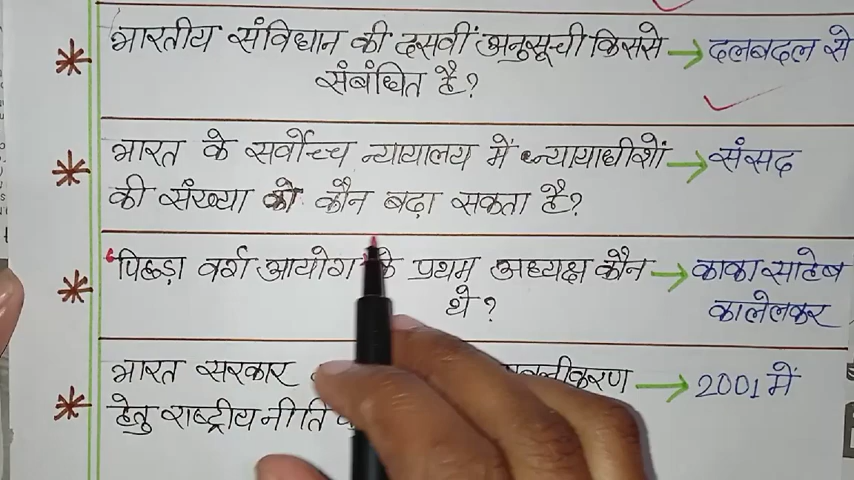 भारतीय संविधान की दसवीं अनुसूची किससे → दलबदल से
संबंधित है?
भारत के सर्वोच्च न्यायालय में न्यायाधीशों → संसद
की संख्या को कौन बढ़ा सकता है?
पिछड़ा वर्ग आयोग के प्रथम अध्यक्ष कौन → काका साहेब
थे? कालेलकर
भारत सरकार → 2001 में
हेतु राष्ट्रीय नीति